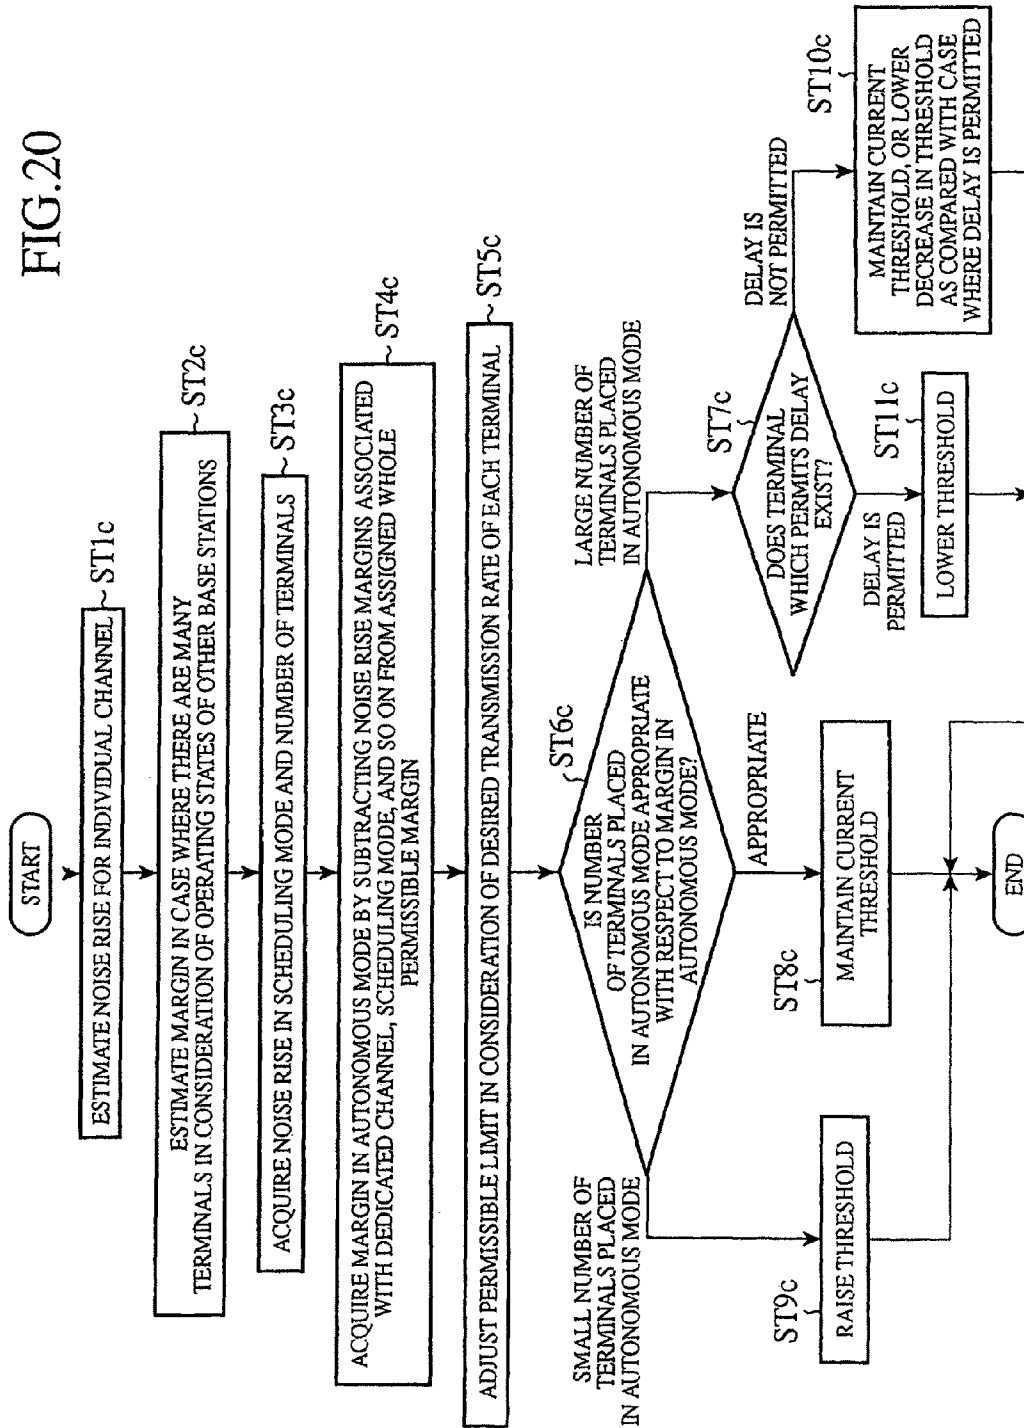 FIG.20
START
ESTIMATE NOISE RISE FOR INDIVIDUAL CHANNEL
ST1c
ESTIMATE MARGIN IN CASE WHERE THERE ARE MANY
TERMINALS IN CONSIDERATION OF OPERATING STATES OF OTHER BASE STATIONS
ST2c
ACQUIRE NOISE RISE IN SCHEDULING MODE AND NUMBER OF TERMINALS
ST3c
ACQUIRE MARGIN IN AUTONOMOUS MODE BY SUBTRACTING NOISE RISE MARGINS ASSOCIATED
WITH DEDICATED CHANNEL, SCHEDULING MODE, AND SO ON FROM ASSIGNED WHOLE
PERMISSIBLE MARGIN
ST4c
ADJUST PERMISSIBLE LIMIT IN CONSIDERATION OF DESIRED TRANSMISSION RATE OF EACH TERMINAL
ST5c
ST6c
IS NUMBER
OF TERMINALS PLACED
IN AUTONOMOUS MODE APPROPRIATE
WITH RESPECT TO MARGIN IN
AUTONOMOUS MODE?
SMALL NUMBER OF
TERMINALS PLACED
IN AUTONOMOUS MODE
APPROPRIATE
LARGE NUMBER OF
TERMINALS PLACED
IN AUTONOMOUS MODE
ST7c
DOES TERMINAL
WHICH PERMITS DELAY
EXIST?
DELAY IS
NOT PERMITTED
DELAY IS
PERMITTED
ST9c
RAISE THRESHOLD
ST8c
MAINTAIN CURRENT
THRESHOLD
ST11c
LOWER THRESHOLD
ST10c
MAINTAIN CURRENT
THRESHOLD, OR LOWER
DECREASE IN THRESHOLD
AS COMPARED WITH CASE
WHERE DELAY IS PERMITTED
END